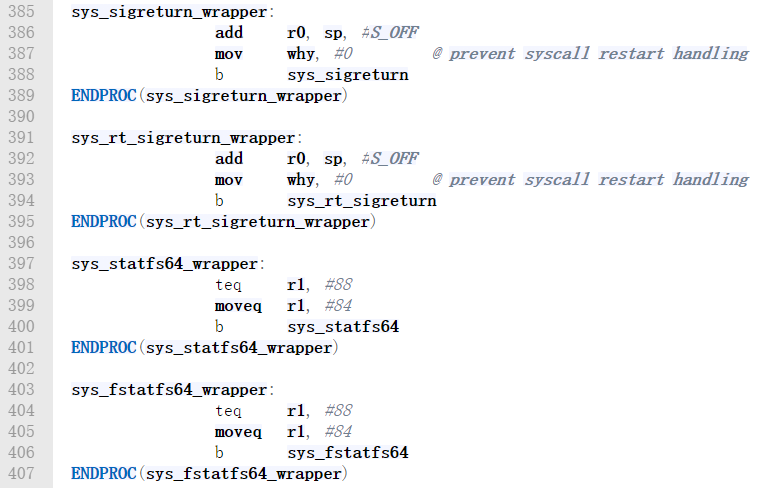 385 sys_sigreturn_wrapper:
386 add r0, sp, #S_OFF
387 mov why, #0 @ prevent syscall restart handling
388 b sys_sigreturn
389 ENDPROC(sys_sigreturn_wrapper)
390
391 sys_rt_sigreturn_wrapper:
392 add r0, sp, #S_OFF
393 mov why, #0 @ prevent syscall restart handling
394 b sys_rt_sigreturn
395 ENDPROC(sys_rt_sigreturn_wrapper)
396
397 sys_statfs64_wrapper:
398 teq r1, #88
399 moveq r1, #84
400 b sys_statfs64
401 ENDPROC(sys_statfs64_wrapper)
402
403 sys_fstatfs64_wrapper:
404 teq r1, #88
405 moveq r1, #84
406 b sys_fstatfs64
407 ENDPROC(sys_fstatfs64_wrapper)